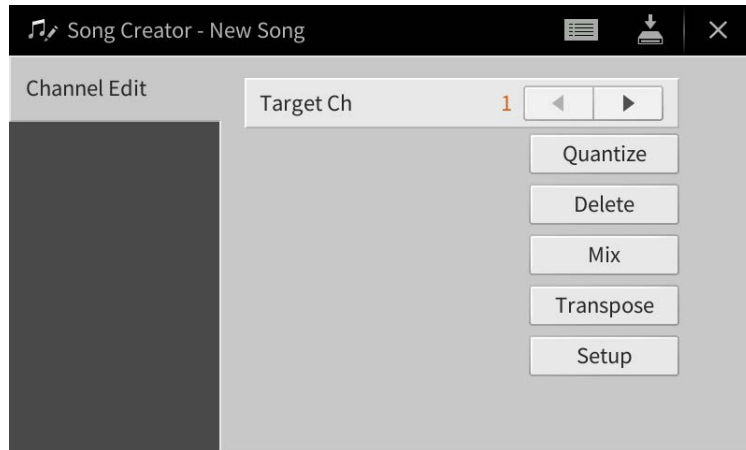 Song Creator - New Song
Channel Edit
Target Ch 1
Quantize
Delete
Mix
Transpose
Setup